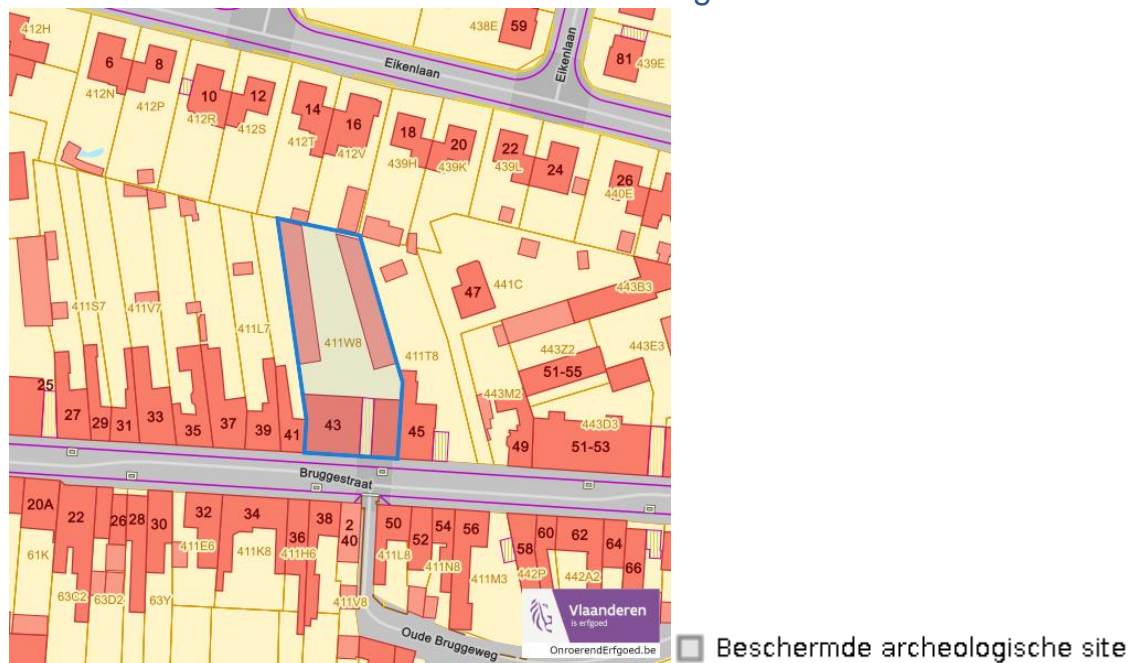 g
412H
438E
59
Eikenlaan
Eikenlaan
81
439E
6
8
412N
412P
10
12
412R
412S
14
16
412T
412V
18
20
439H
439K
22
24
439L
26
440E
47
441C
443B3
411S7
411V7
411L7
411W8
411T8
443Z2
443E3
51-55
443M2
443D3
25
27
29
31
33
35
37
39
41
43
45
49
51-53
Bruggestraat
20A
22
26
28
30
32
34
36
38
2
40
50
52
54
56
58
60
62
64
66
61K
63C2
63D2
63Y
411E6
411K8
411H6
411V8
411L8
411N8
411M3
442P
442A2
Oude Bruggeweg
Vlaanderen
is erfgoed
OnroerendErfgoed.be
Beschermde archeologische site